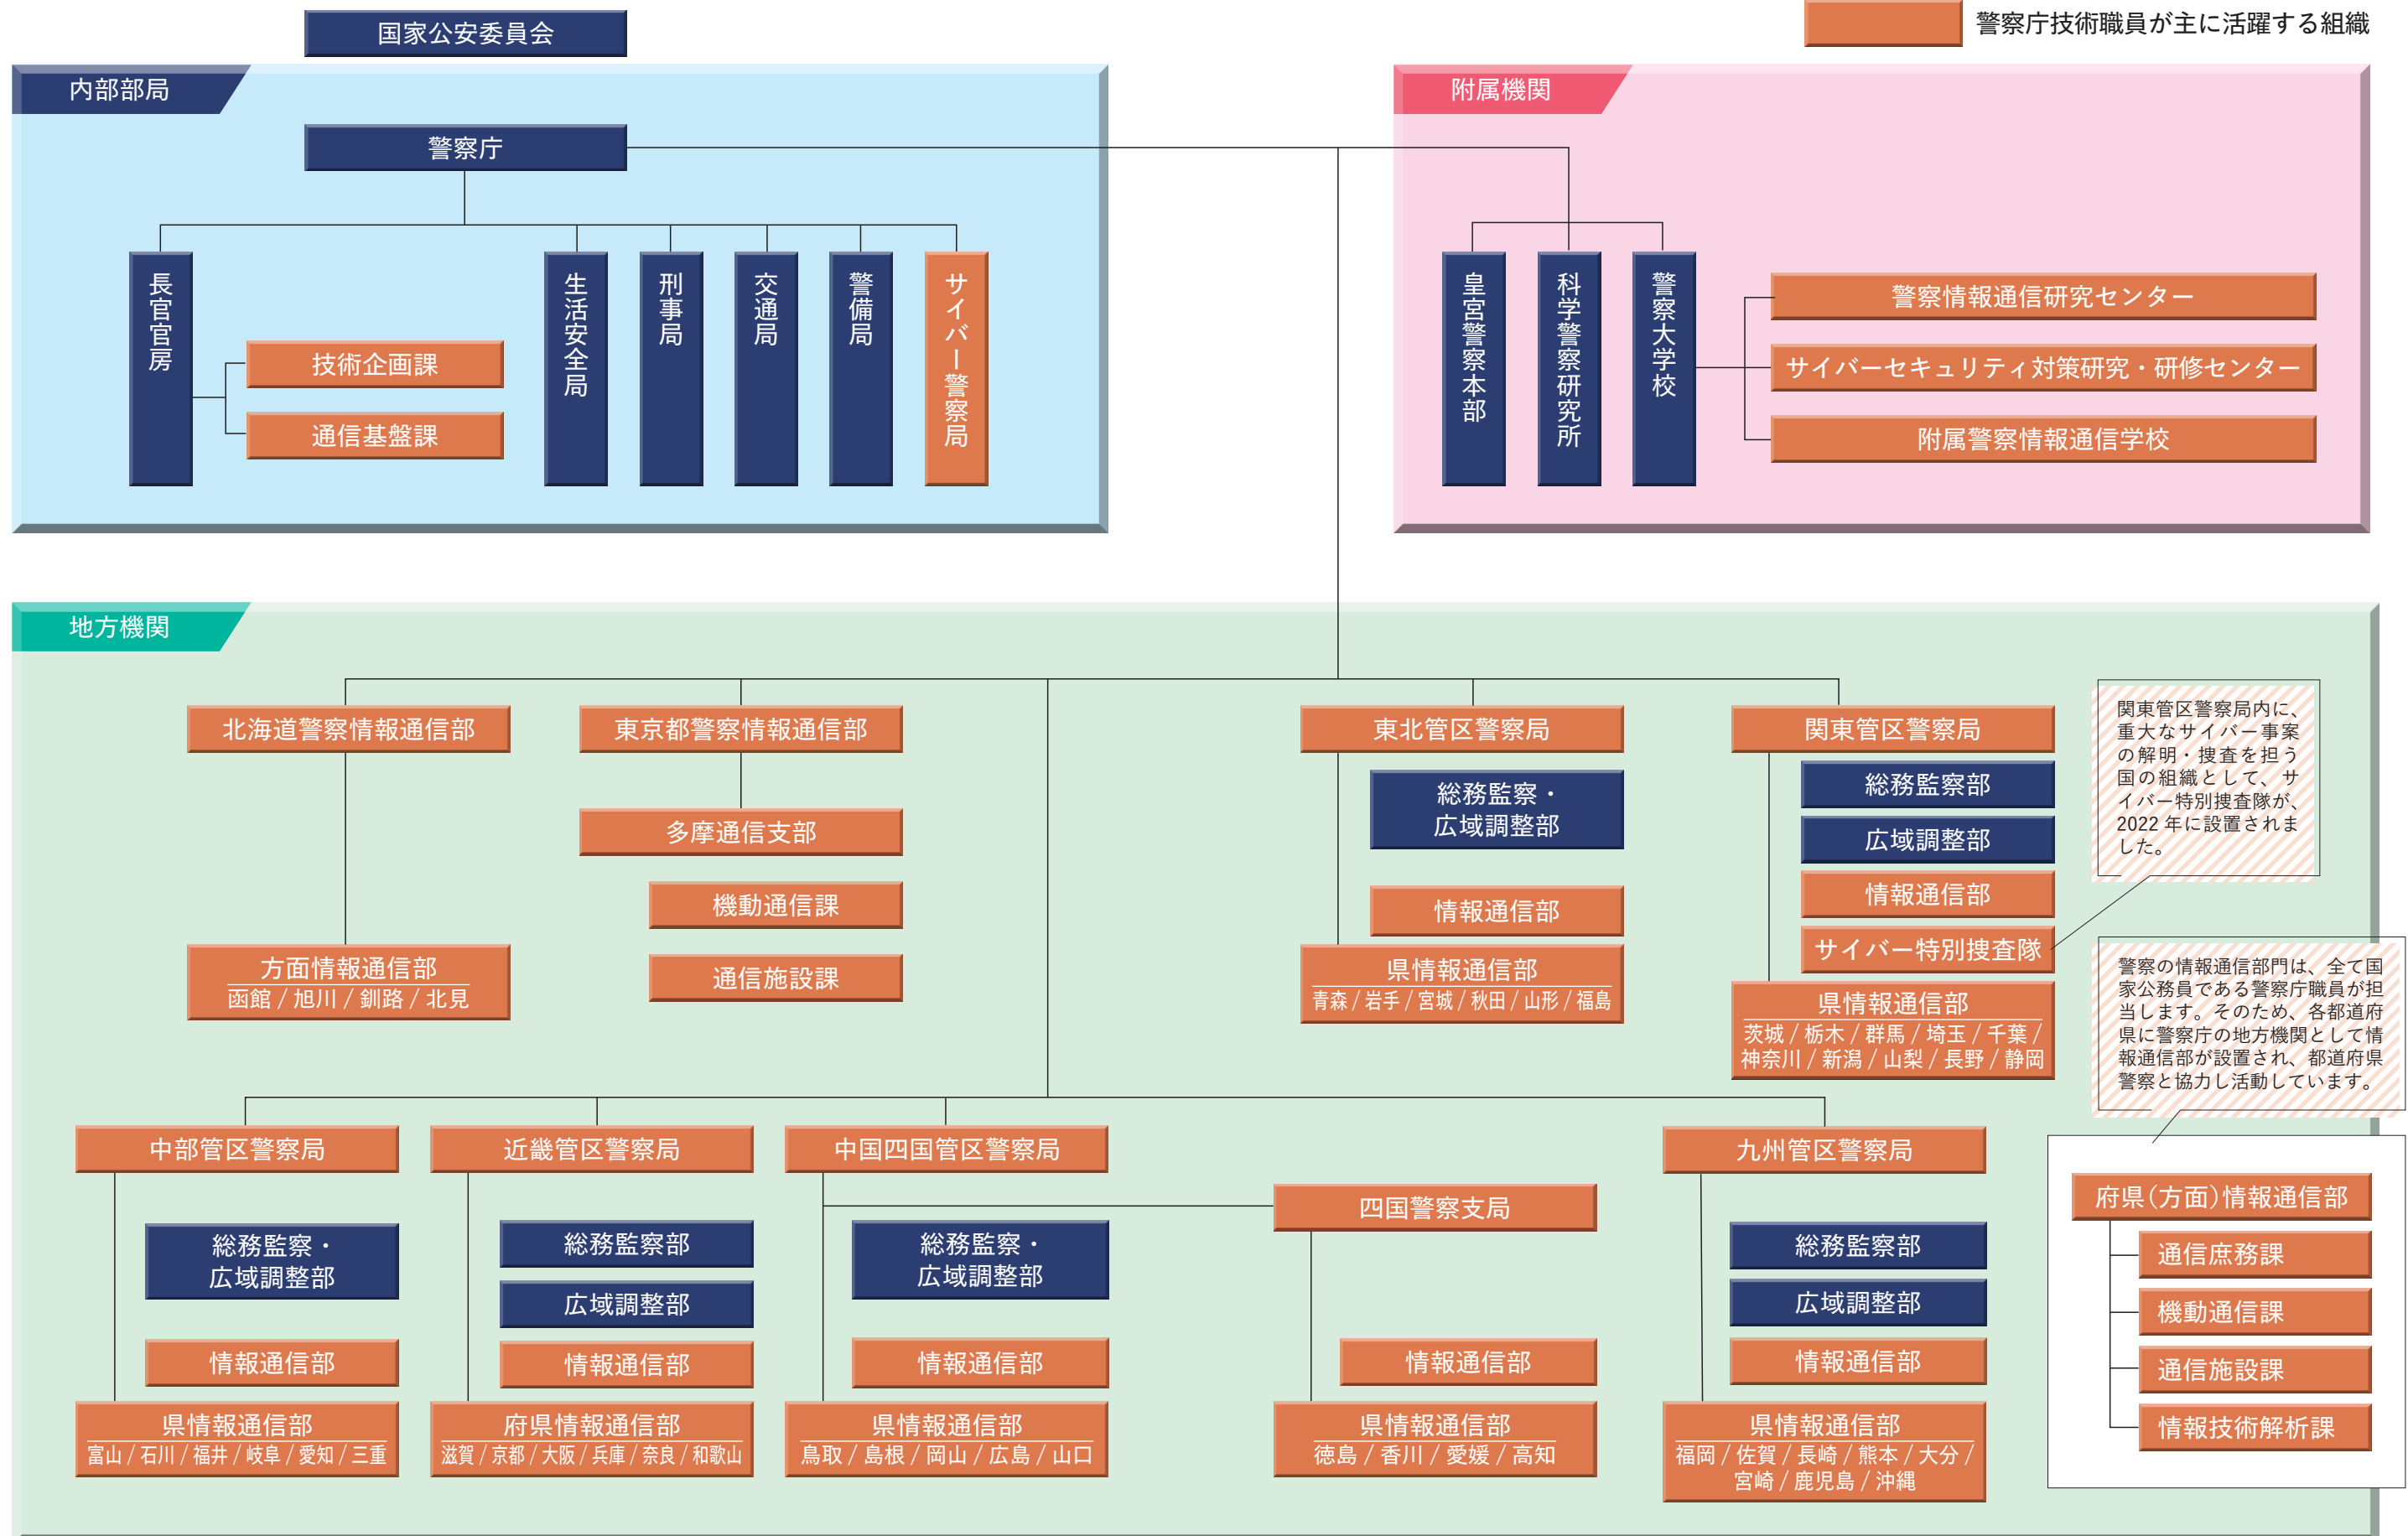 国家公安委員会
警察庁技術職員が主に活躍する組織
内部部局
警察庁
長官官房
技術企画課
通信基盤課
生活安全局
刑事局
交通局
警備局
サイバー警察局
附属機関
皇宮警察本部
科学警察研究所
警察大学校
警察情報通信研究センター
サイバーセキュリティ対策研究・研修センター
附属警察情報通信学校
地方機関
北海道警察情報通信部
方面情報通信部
函館 / 旭川 / 釧路 / 北見
東京都警察情報通信部
多摩通信支部
機動通信課
通信施設課
東北管区警察局
総務監察・
広域調整部
情報通信部
県情報通信部
青森 / 岩手 / 宮城 / 秋田 / 山形 / 福島
関東管区警察局
総務監察部
広域調整部
情報通信部
サイバー特別捜査隊
県情報通信部
茨城 / 栃木 / 群馬 / 埼玉 / 千葉 /
神奈川 / 新潟 / 山梨 / 長野 / 静岡
関東管区警察局内に、
重大なサイバー事案
の解明・捜査を担う
国の組織として、サ
イバー特別捜査隊が、
2022 年に設置されま
した。
警察の情報通信部門は、全て国
家公務員である警察庁職員が担
当します。そのため、各都道府
県に警察庁の地方機関として情
報通信部が設置され、都道府県
警察と協力し活動しています。
中部管区警察局
総務監察・
広域調整部
情報通信部
県情報通信部
富山 / 石川 / 福井 / 岐阜 / 愛知 / 三重
近畿管区警察局
総務監察部
広域調整部
情報通信部
府県情報通信部
滋賀 / 京都 / 大阪 / 兵庫 / 奈良 / 和歌山
中国四国管区警察局
総務監察・
広域調整部
情報通信部
県情報通信部
鳥取 / 島根 / 岡山 / 広島 / 山口
四国警察支局
情報通信部
県情報通信部
徳島 / 香川 / 愛媛 / 高知
九州管区警察局
総務監察部
広域調整部
情報通信部
県情報通信部
福岡 / 佐賀 / 長崎 / 熊本 / 大分 /
宮崎 / 鹿児島 / 沖縄
府県（方面）情報通信部
通信庶務課
機動通信課
通信施設課
情報技術解析課